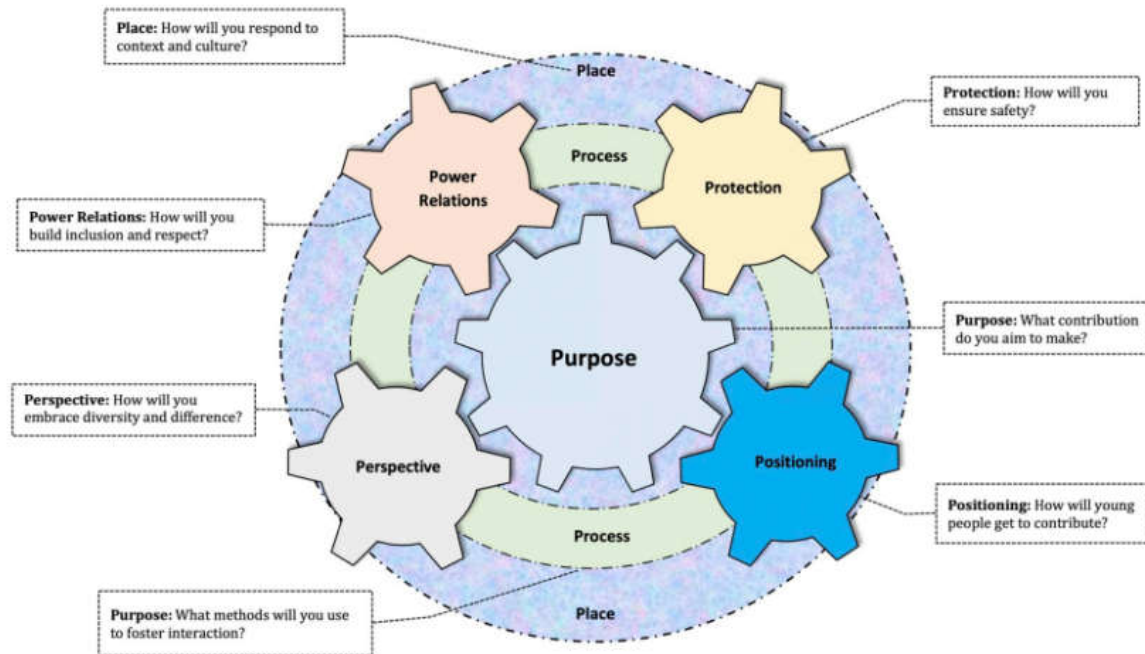 Place: How will you respond to
context and culture?
Place
Protection: How will you
ensure safety?
Process
Power
Relations
Protection
Power Relations: How will you
build inclusion and respect?
Purpose: What contribution
do you aim to make?
Purpose
Perspective: How will you
embrace diversity and difference?
Perspective
Positioning
Positioning: How will young
people get to contribute?
Process
Purpose: What methods will you use
to foster interaction?
Place